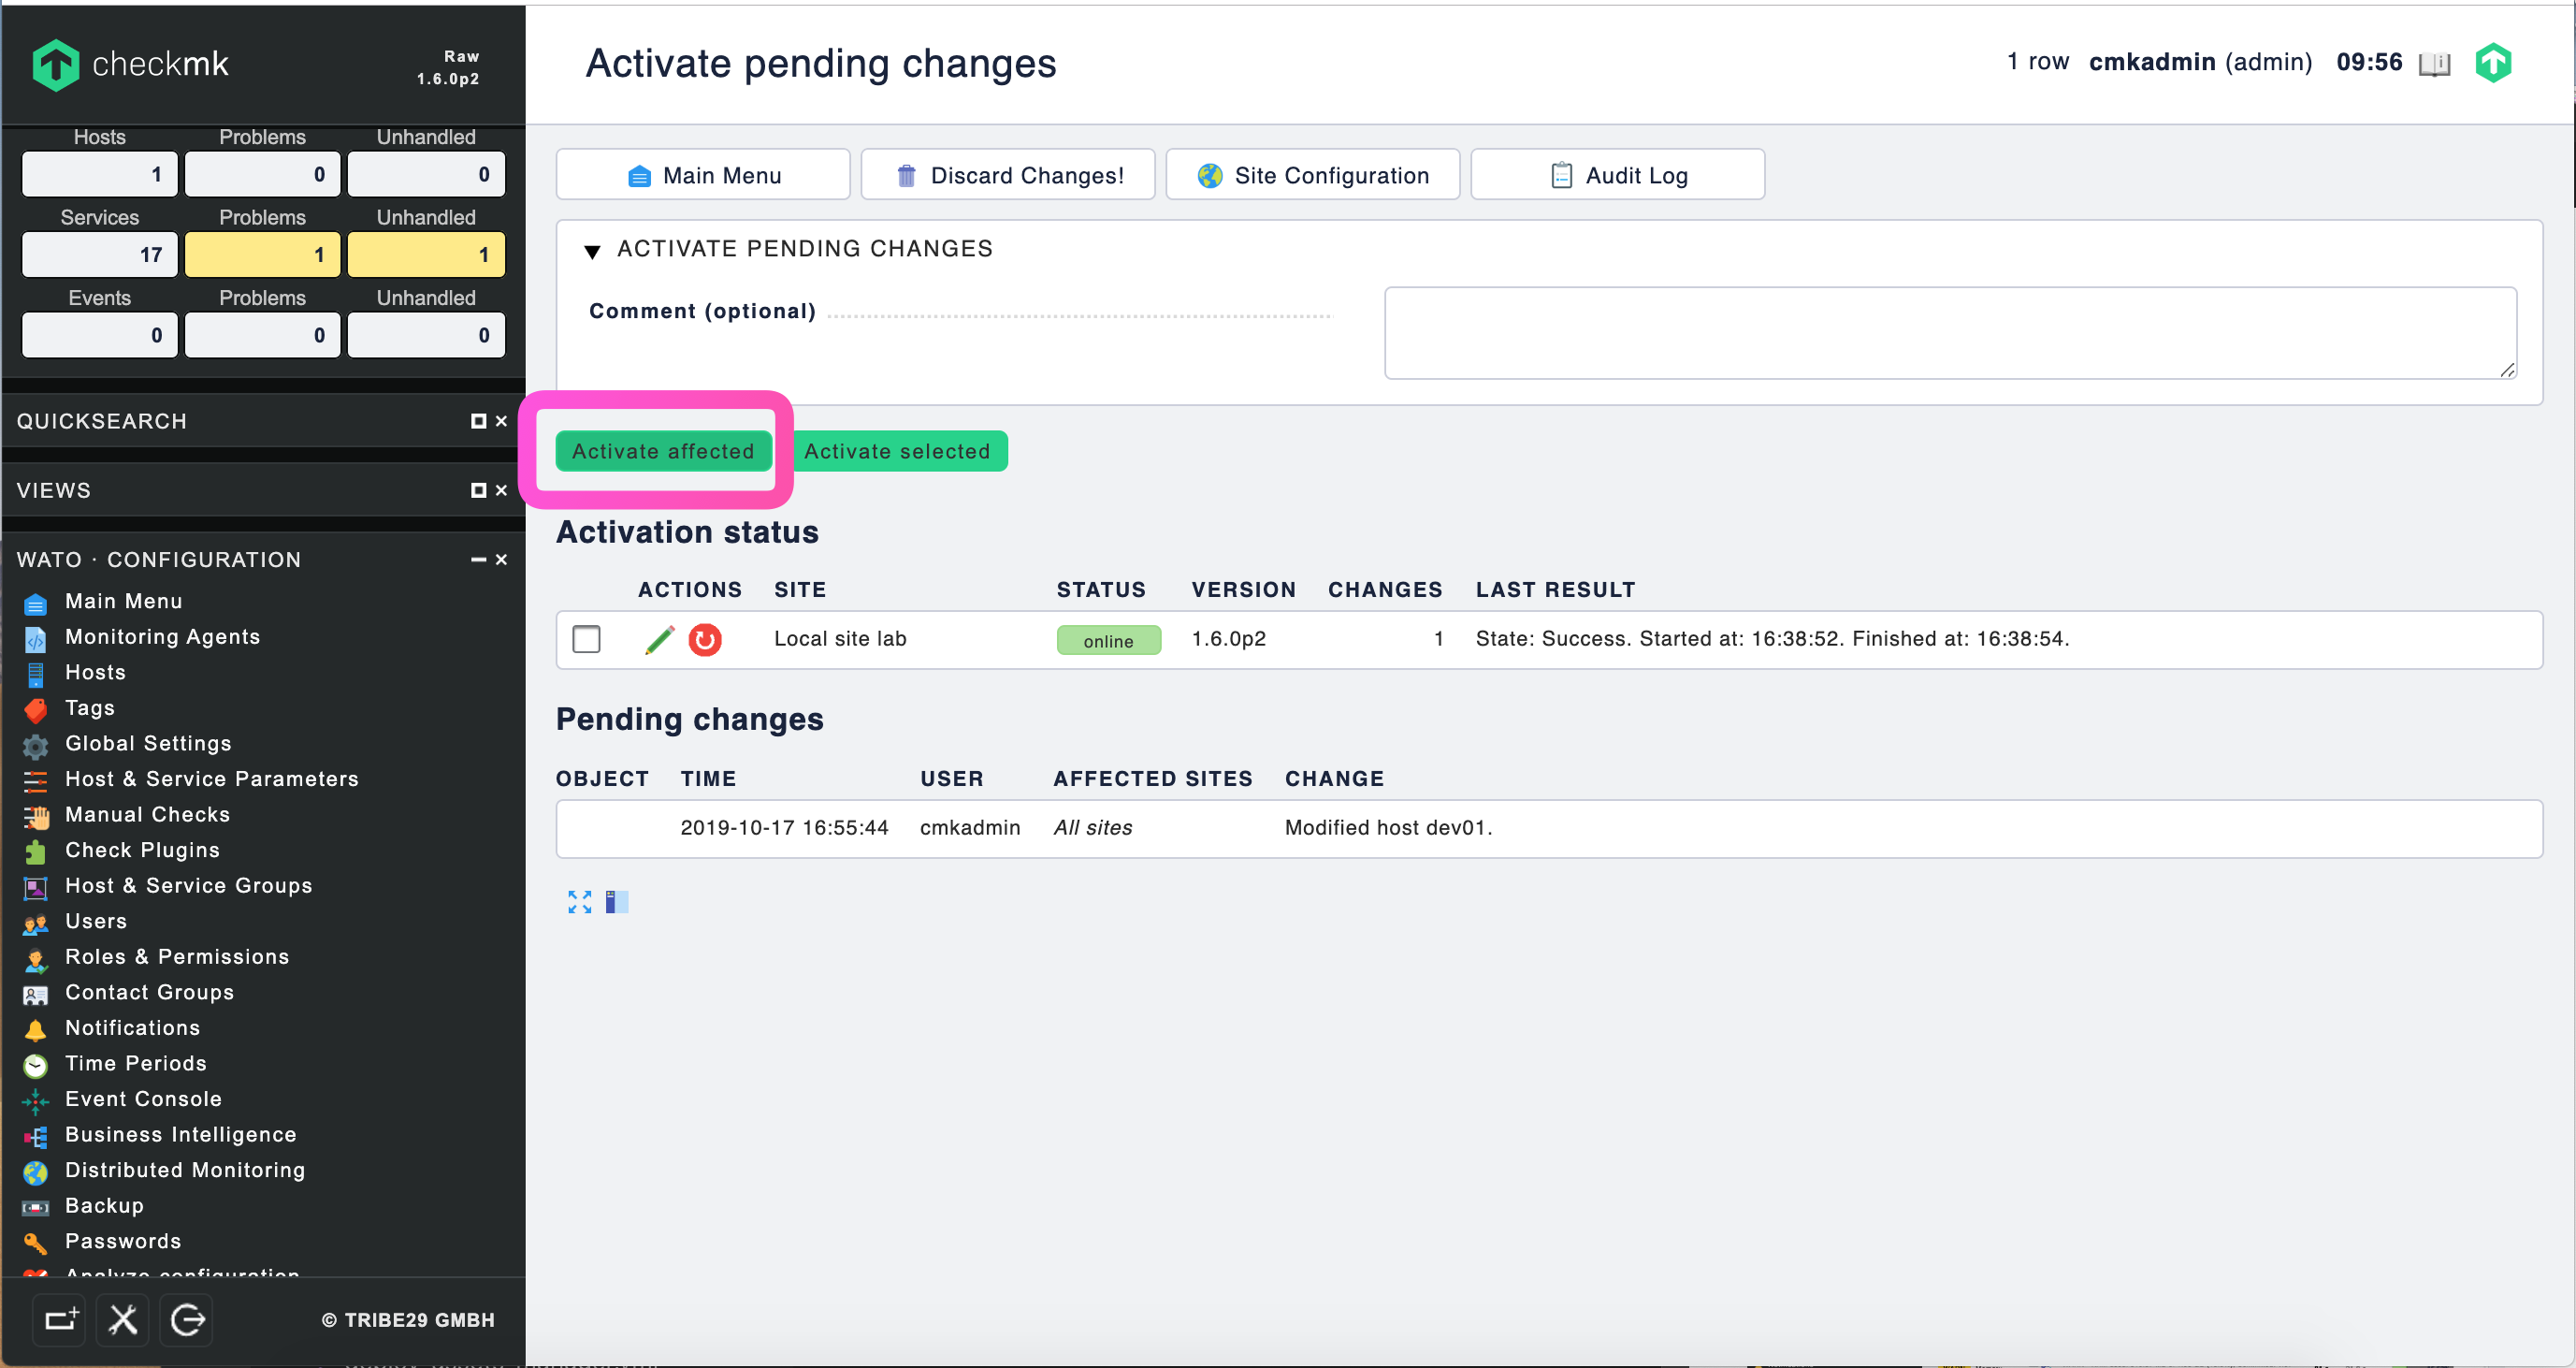 checkmk
Raw
1.6.0p2
Hosts Problems Unhandled
1 0 0
Services Problems Unhandled
17 1 1
Events Problems Unhandled
0 0 0
QUICKSEARCH
VIEWS
WATO · CONFIGURATION
Main Menu
Monitoring Agents
Hosts
Tags
Global Settings
Host & Service Parameters
Manual Checks
Check Plugins
Host & Service Groups
Users
Roles & Permissions
Contact Groups
Notifications
Time Periods
Event Console
Business Intelligence
Distributed Monitoring
Backup
Passwords
Analyze configuration
© TRIBE29 GMBH
Activate pending changes
1 row cmkadmin (admin) 09:56
Main Menu Discard Changes! Site Configuration Audit Log
ACTIVATE PENDING CHANGES
Comment (optional)
Activate affected Activate selected
Activation status
ACTIONS SITE STATUS VERSION CHANGES LAST RESULT
Local site lab online 1.6.0p2 1 State: Success. Started at: 16:38:52. Finished at: 16:38:54.
Pending changes
OBJECT TIME USER AFFECTED SITES CHANGE
2019-10-17 16:55:44 cmkadmin All sites Modified host dev01.